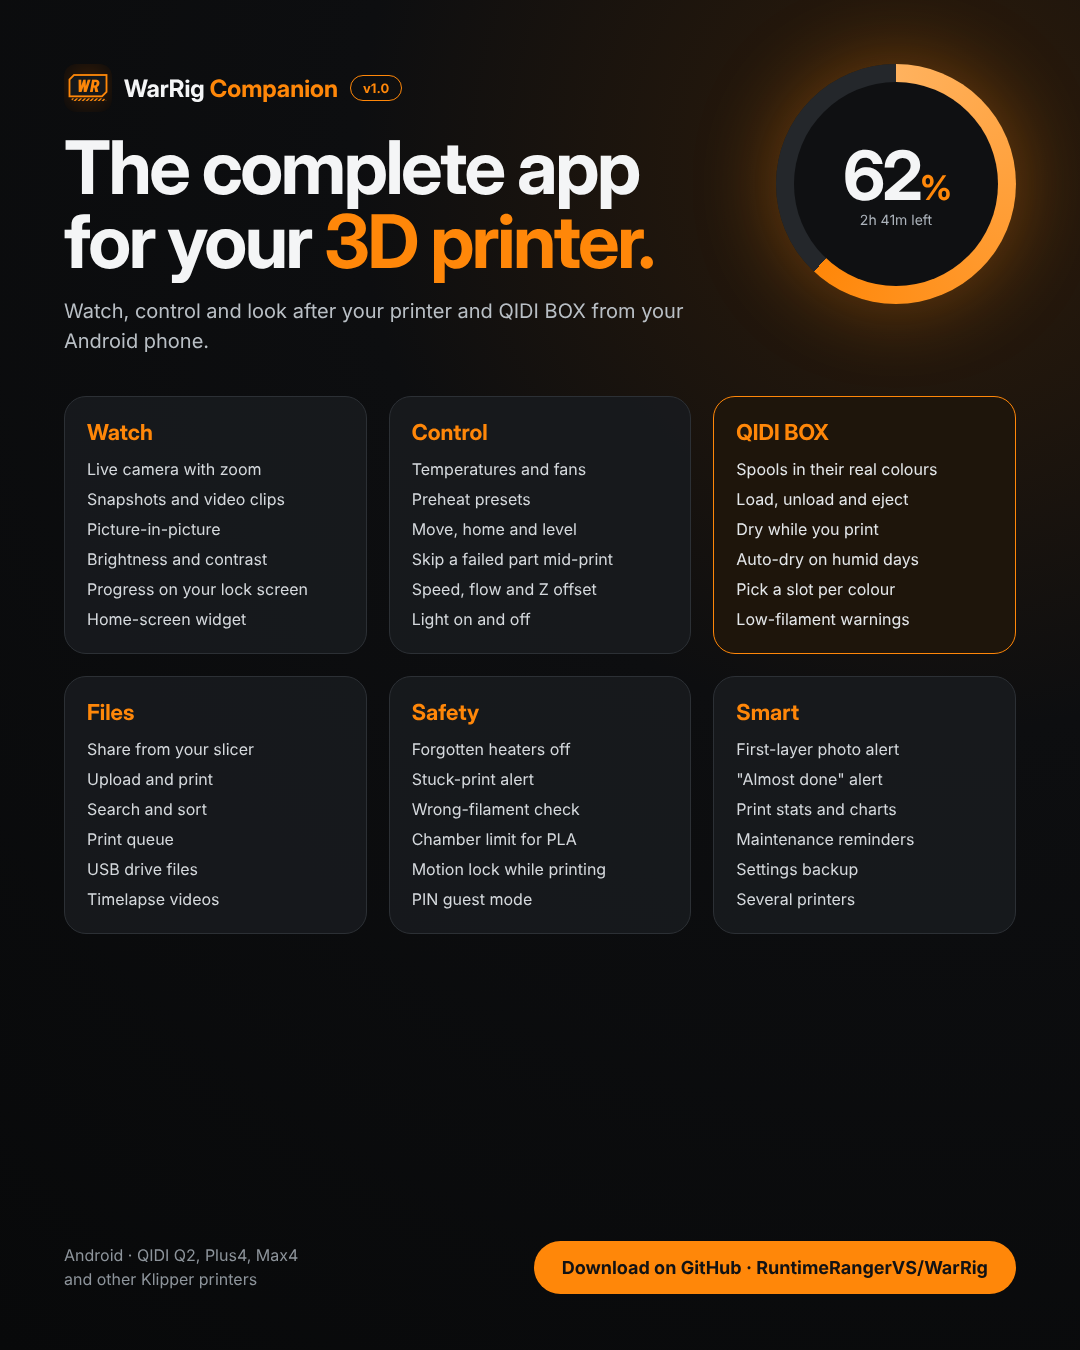 WR
WarRig Companion v1.0
The complete app
for your 3D printer.
Watch, control and look after your printer and QIDI BOX from your
Android phone.
62%
2h 41m left
Watch
Live camera with zoom
Snapshots and video clips
Picture-in-picture
Brightness and contrast
Progress on your lock screen
Home-screen widget
Control
Temperatures and fans
Preheat presets
Move, home and level
Skip a failed part mid-print
Speed, flow and Z offset
Light on and off
QIDI BOX
Spools in their real colours
Load, unload and eject
Dry while you print
Auto-dry on humid days
Pick a slot per colour
Low-filament warnings
Files
Share from your slicer
Upload and print
Search and sort
Print queue
USB drive files
Timelapse videos
Safety
Forgotten heaters off
Stuck-print alert
Wrong-filament check
Chamber limit for PLA
Motion lock while printing
PIN guest mode
Smart
First-layer photo alert
"Almost done" alert
Print stats and charts
Maintenance reminders
Settings backup
Several printers
Android · QIDI Q2, Plus4, Max4
and other Klipper printers
Download on GitHub · RuntimeRangerVS/WarRig